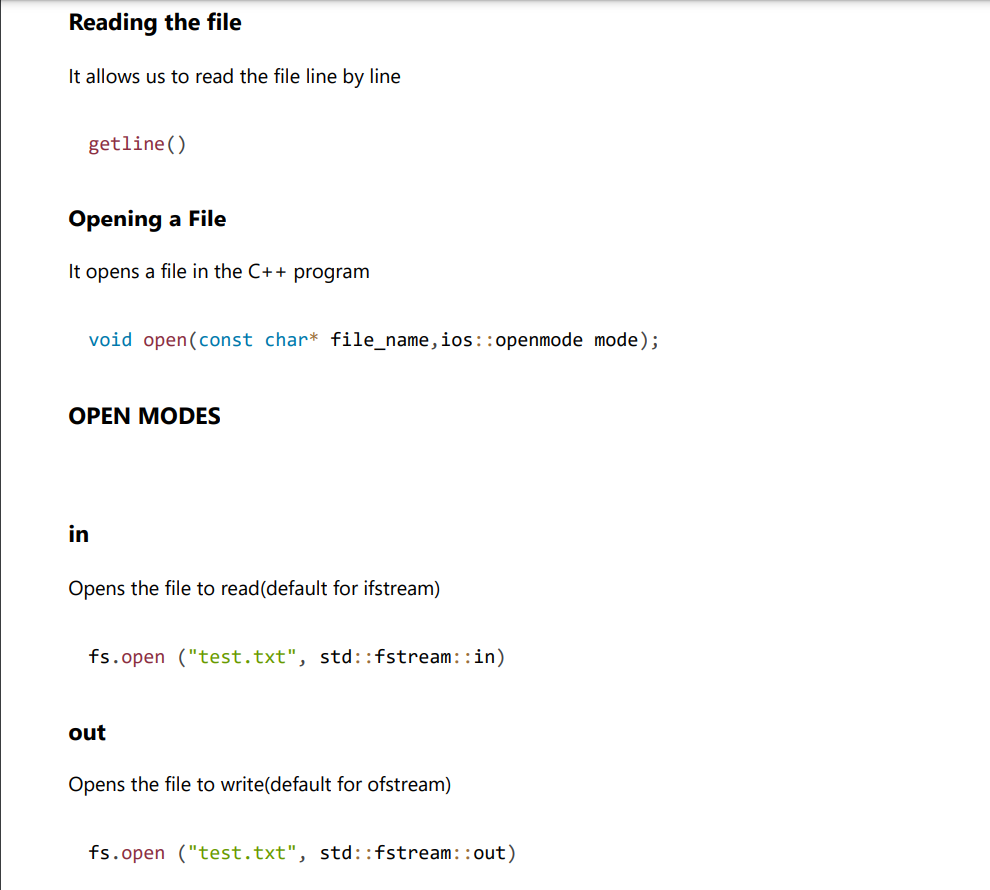 Reading the file
It allows us to read the file line by line
getline()
Opening a File
It opens a file in the C++ program
void open(const char* file_name,ios::openmode mode);
OPEN MODES
in
Opens the file to read(default for ifstream)
fs.open ("test.txt", std::fstream::in)
out
Opens the file to write(default for ofstream)
fs.open ("test.txt", std::fstream::out)